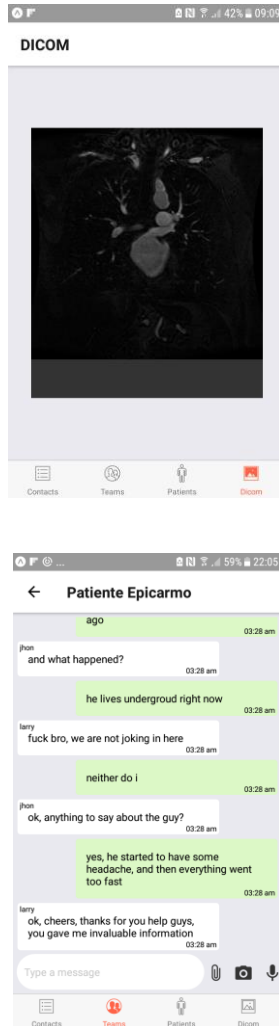 42% 09:09
DICOM
Contacts Teams Patients Dicom
59% 22:05
Patiente Epicarmo
ago
03:28 am
jhon
and what happened?
03:28 am
he lives undergroud right now
03:28 am
larry
fuck bro, we are not joking in here
03:28 am
neither do i
03:28 am
jhon
ok, anything to say about the guy?
03:28 am
yes, he started to have some
headache, and then everything went
too fast
03:28 am
larry
ok, cheers, thanks for you help guys,
you gave me invaluable information
03:28 am
Type a message
Contacts Teams Patients Dicom